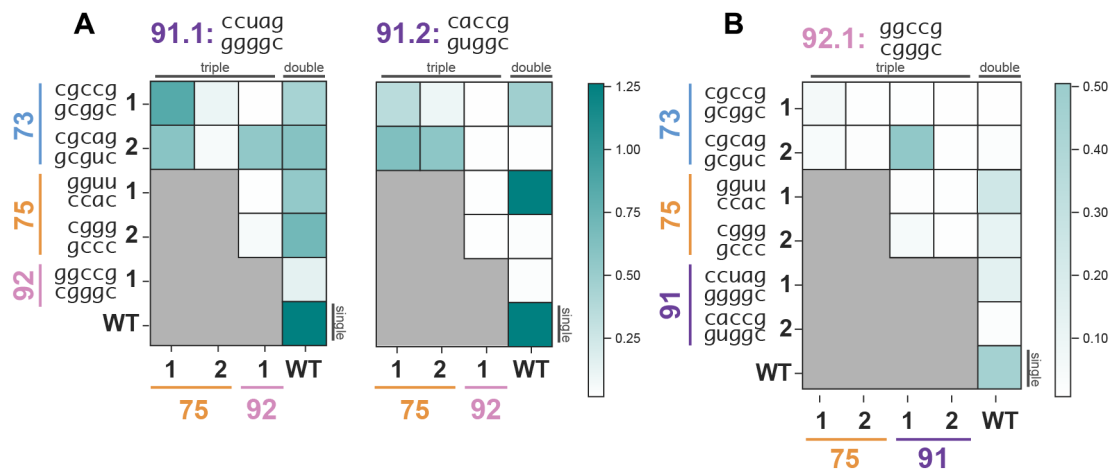 A
91.1:
ccuag
ggggc
triple
double
73
cgccg
gcggc
1
cgcag
gcguc
2
75
gguu
ccac
1
cggg
gccc
2
92
ggccg
cgggc
1
WT
single
1 2 1 WT
75 92
91.2:
caccg
guggc
triple
double
single
1 2 1 WT
75 92
1.25
1.00
0.75
0.50
0.25
B
92.1:
ggccg
cgggc
triple
double
73
cgccg
gcggc
1
cgcag
gcguc
2
75
gguu
ccac
1
cggg
gccc
2
91
ccuag
ggggc
1
caccg
guggc
2
WT
single
1 2 1 2 WT
75 91
0.50
0.40
0.30
0.20
0.10